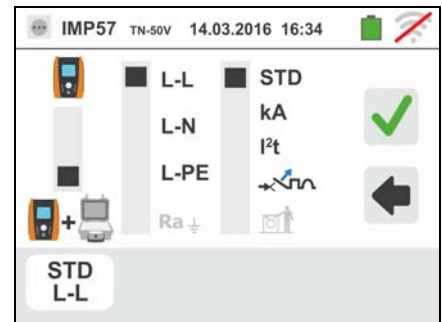 IMP57 TN-50V 14.03.2016 16:34
L-L STD
L-N kA
I²t
L-PE
+ Ra
STD
L-L